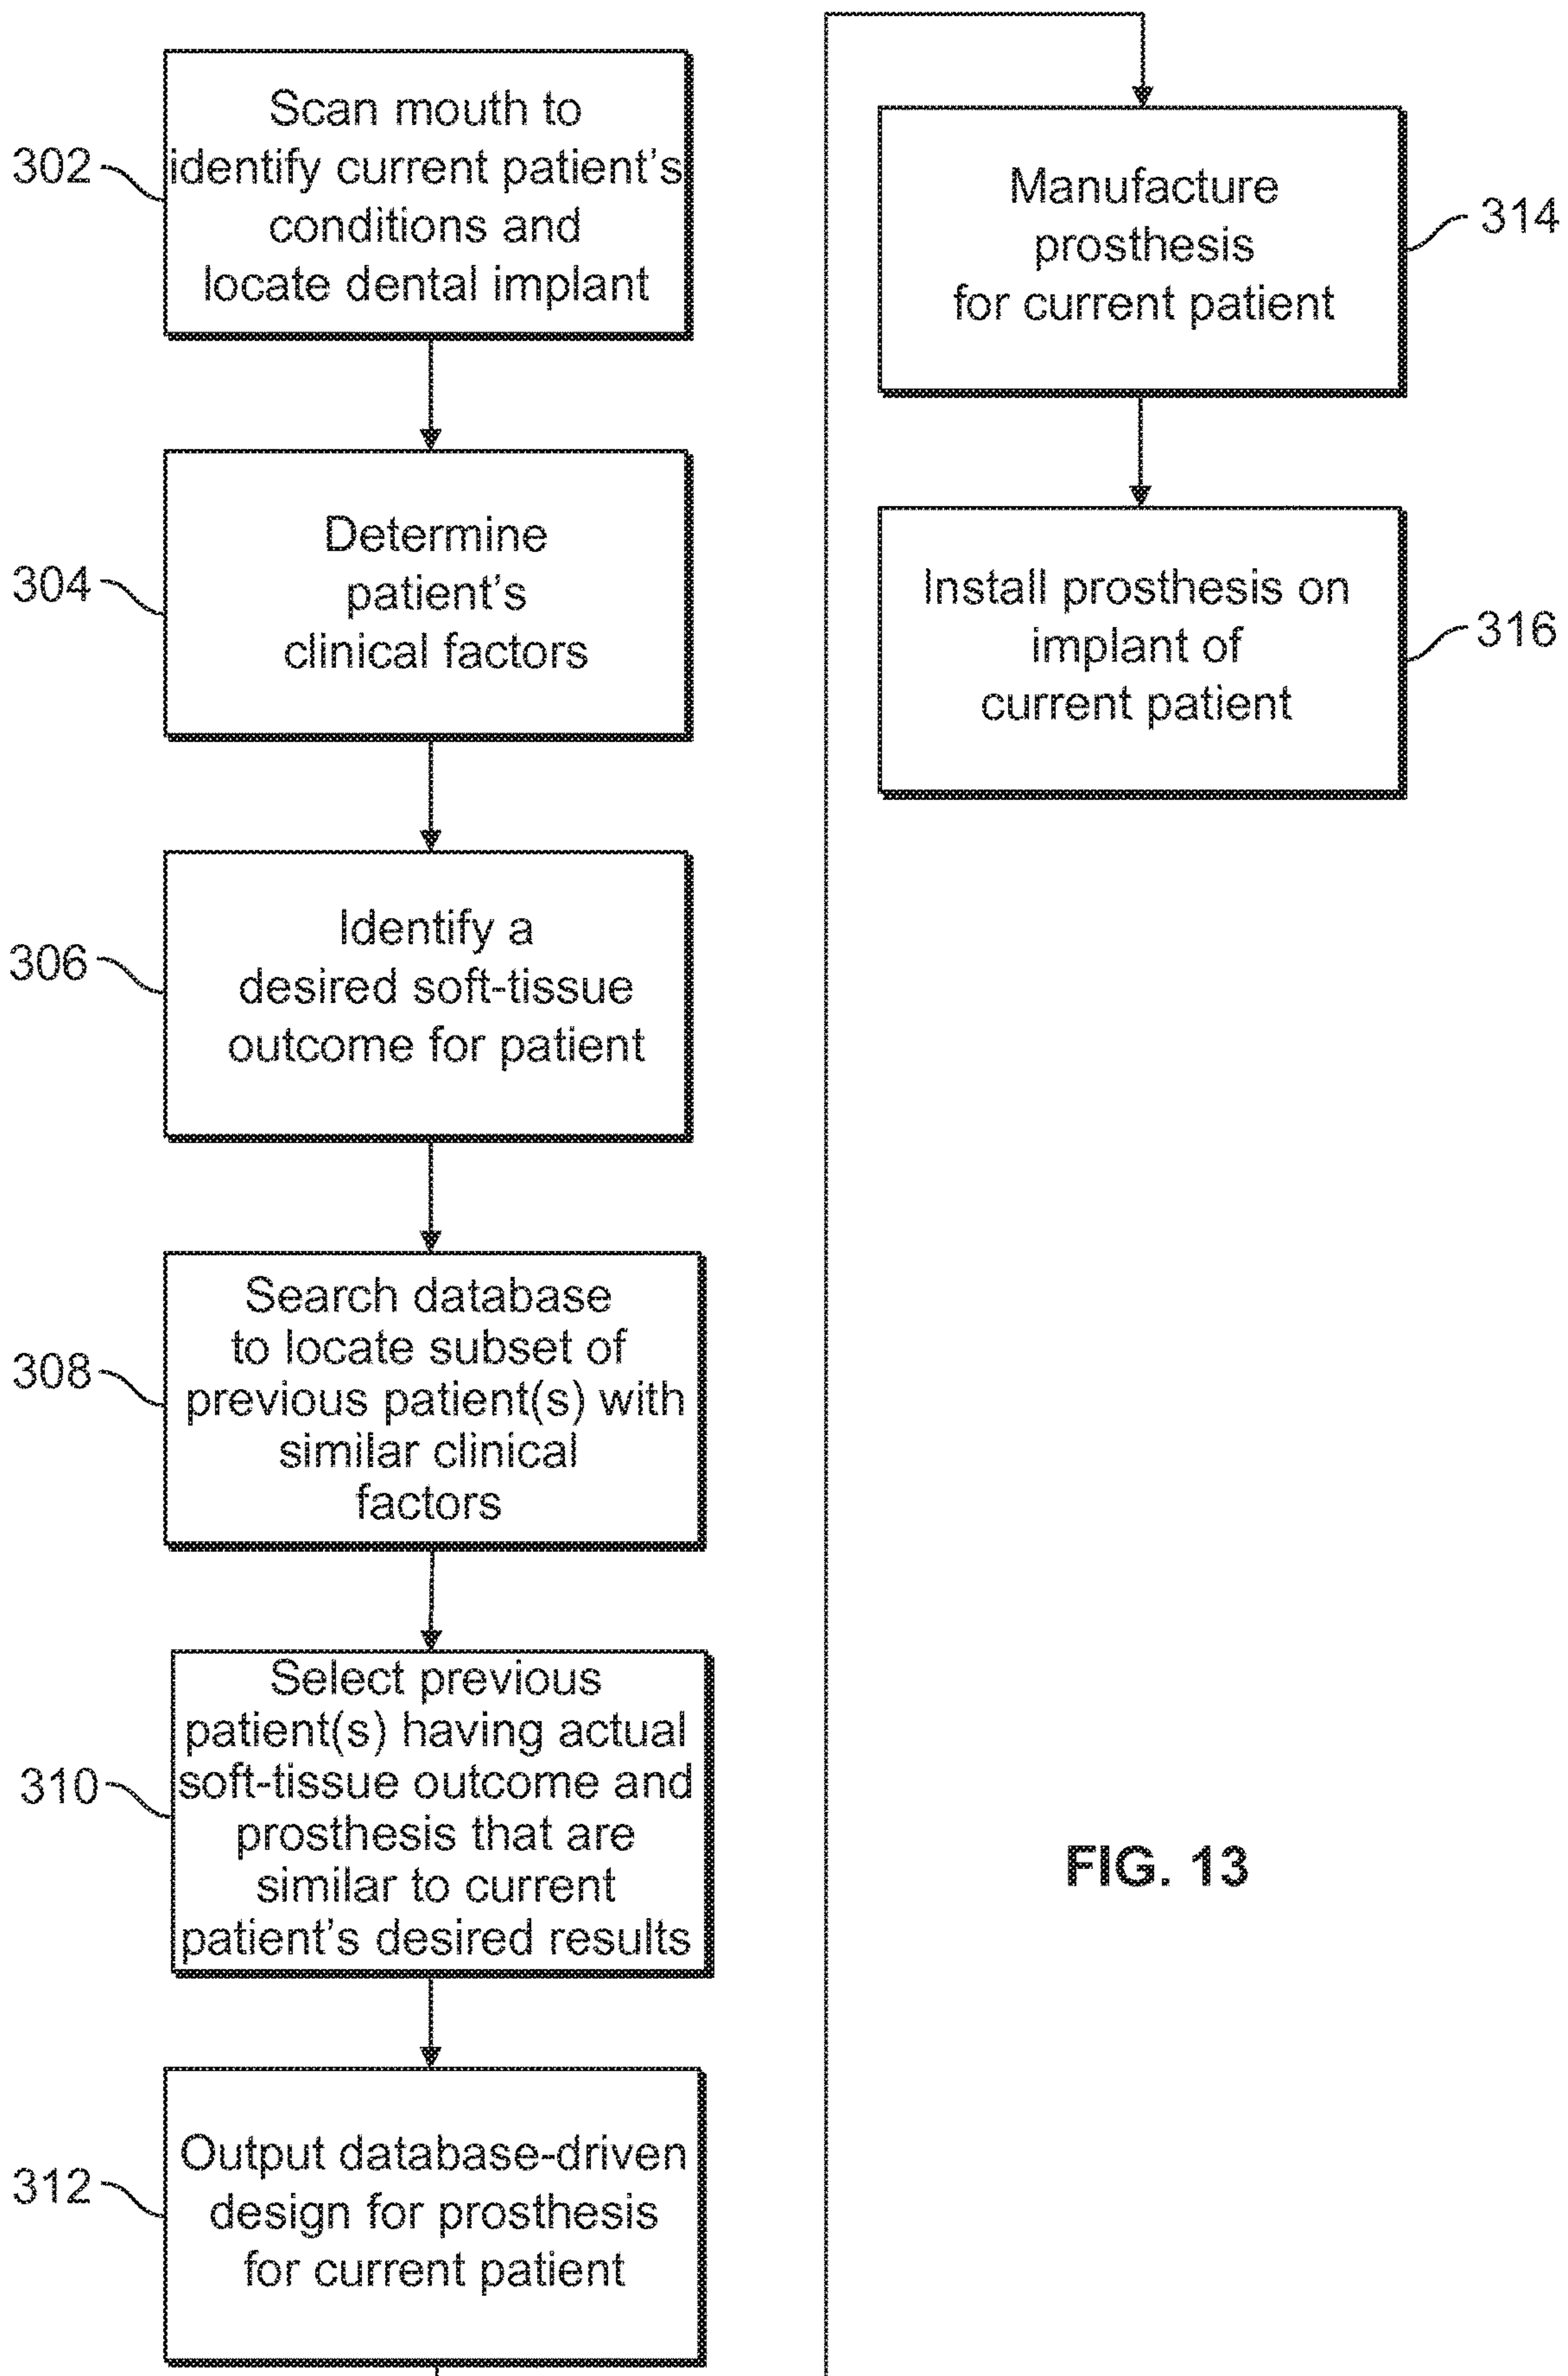 302
Scan mouth to
identify current patient's
conditions and
locate dental implant
304
Determine
patient's
clinical factors
306
Identify a
desired soft-tissue
outcome for patient
308
Search database
to locate subset of
previous patient(s) with
similar clinical
factors
310
Select previous
patient(s) having actual
soft-tissue outcome and
prosthesis that are
similar to current
patient's desired results
312
Output database-driven
design for prosthesis
for current patient
Manufacture
prosthesis
for current patient
314
Install prosthesis on
implant of
current patient
316
FIG. 13